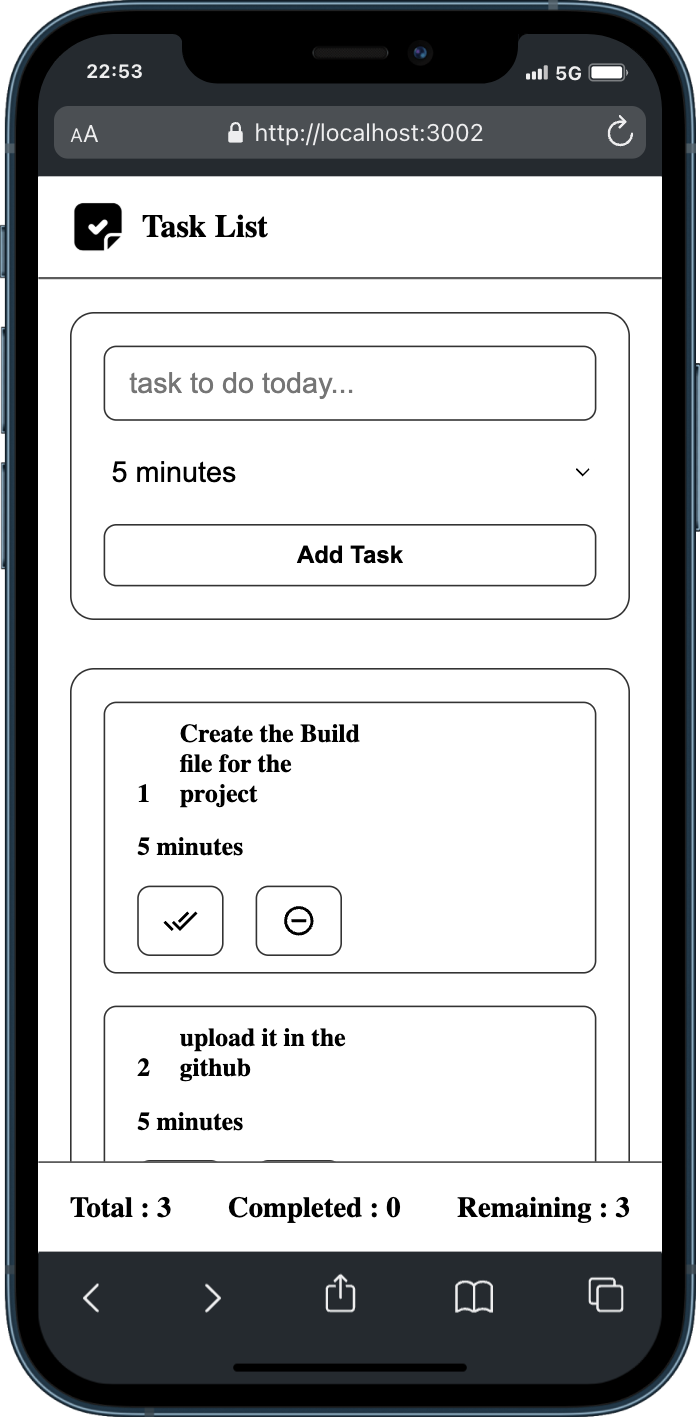 22:53
5G
AA
http://localhost:3002
Task List
task to do today...
5 minutes
Add Task
Create the Build
file for the
1 project
5 minutes
upload it in the
2 github
5 minutes
Total : 3 Completed : 0 Remaining : 3